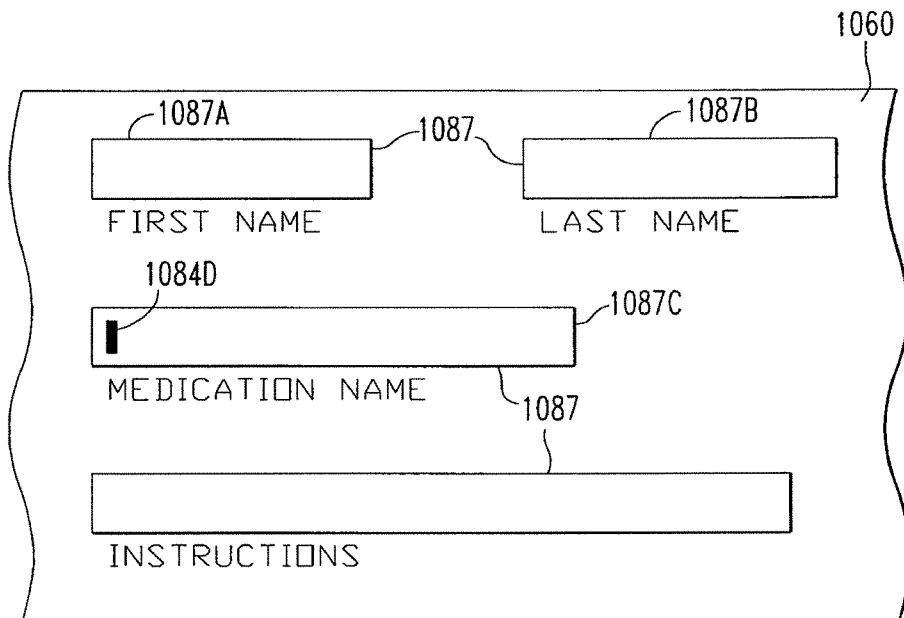 1060
1087A 1087 1087B
FIRST NAME LAST NAME
1084D
1087C
MEDICATION NAME
1087
INSTRUCTIONS